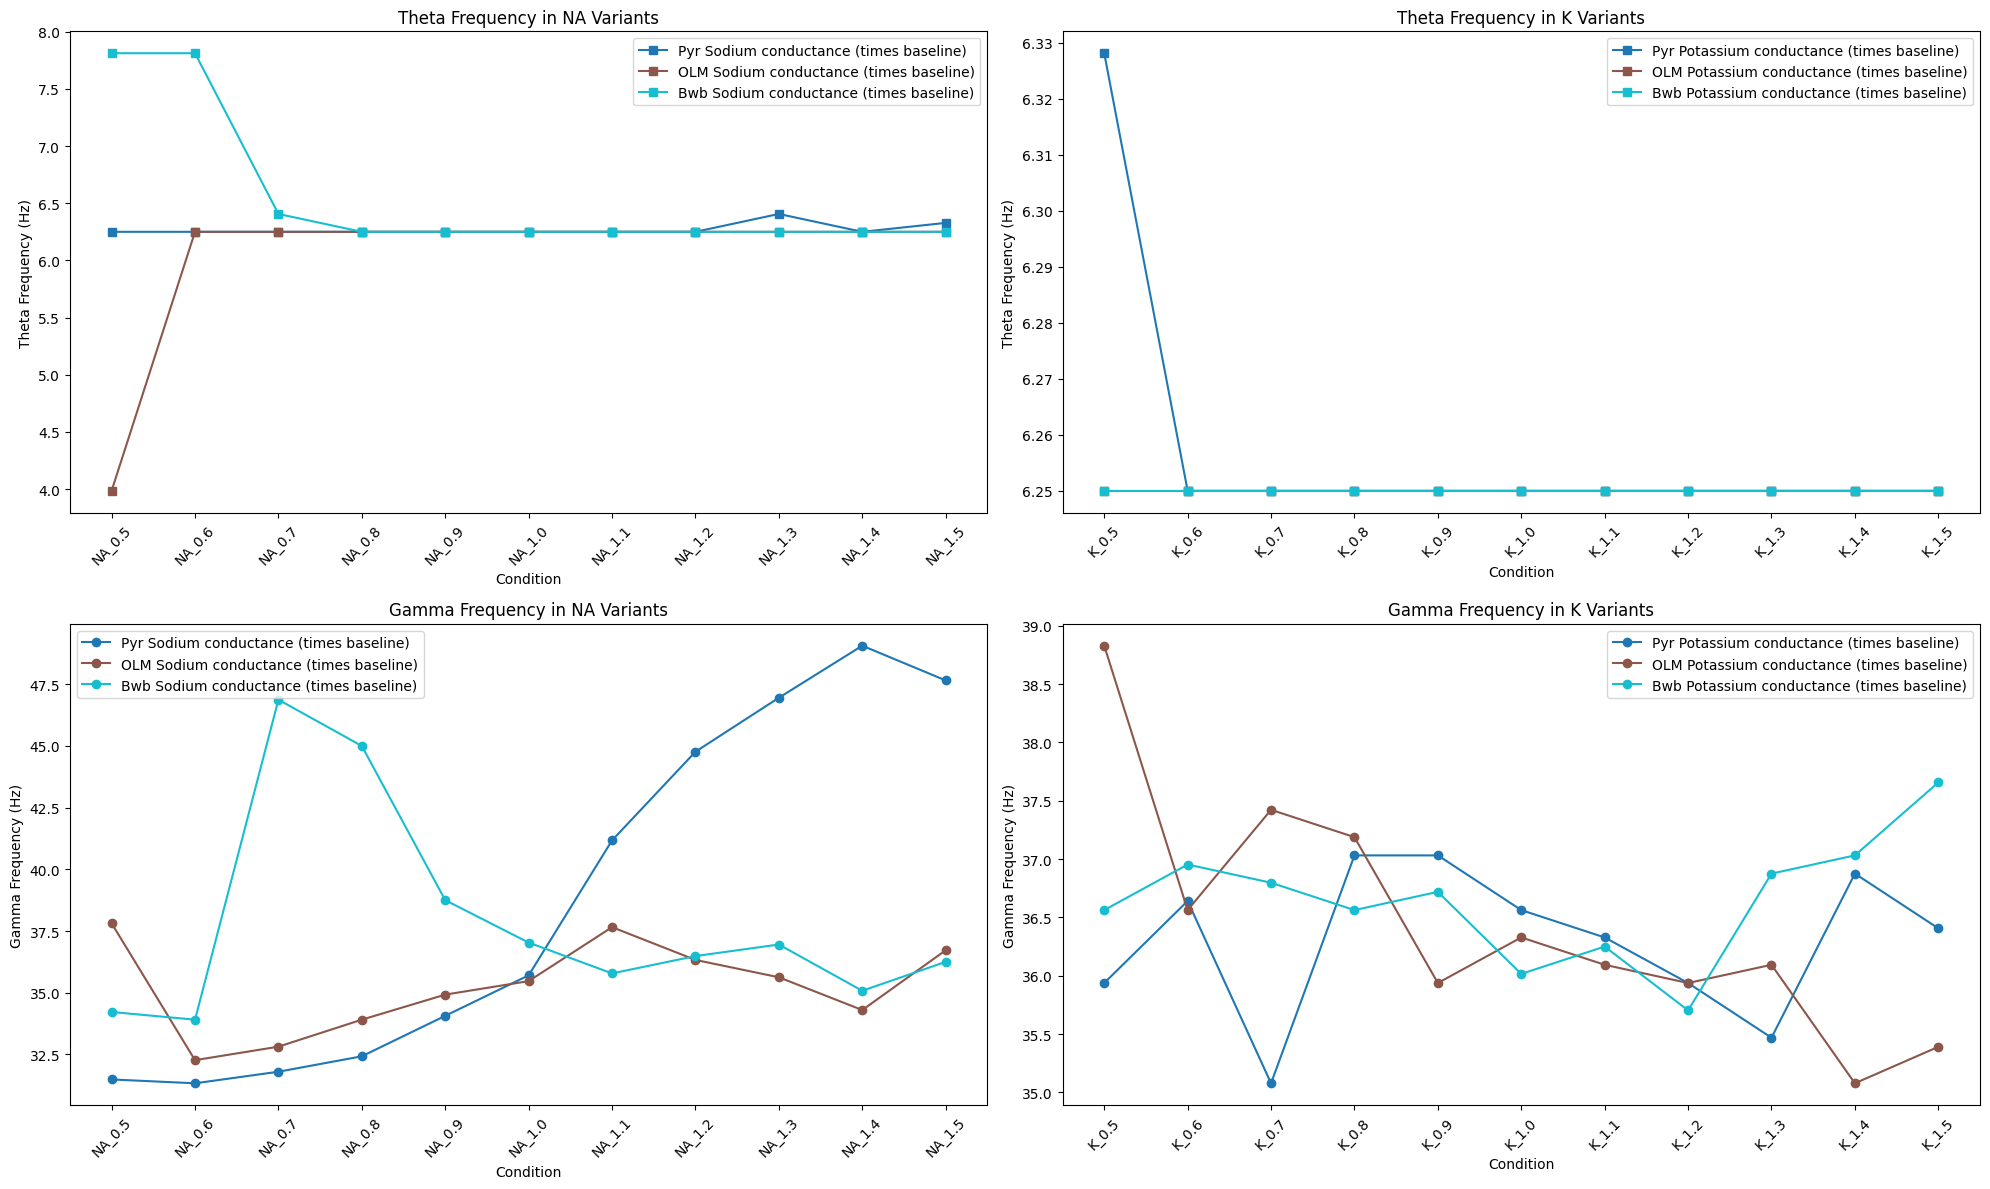 Theta Frequency in NA Variants
Theta Frequency (Hz)
8.0
7.5
7.0
6.5
6.0
5.5
5.0
4.5
4.0
Pyr Sodium conductance (times baseline)
OLM Sodium conductance (times baseline)
Bwb Sodium conductance (times baseline)
NA_0.5 NA_0.6 NA_0.7 NA_0.8 NA_0.9 NA_1.0 NA_1.1 NA_1.2 NA_1.3 NA_1.4 NA_1.5
Condition
Theta Frequency in K Variants
Theta Frequency (Hz)
6.33
6.32
6.31
6.30
6.29
6.28
6.27
6.26
6.25
Pyr Potassium conductance (times baseline)
OLM Potassium conductance (times baseline)
Bwb Potassium conductance (times baseline)
K_0.5 K_0.6 K_0.7 K_0.8 K_0.9 K_1.0 K_1.1 K_1.2 K_1.3 K_1.4 K_1.5
Condition
Gamma Frequency in NA Variants
Gamma Frequency (Hz)
47.5
45.0
42.5
40.0
37.5
35.0
32.5
Pyr Sodium conductance (times baseline)
OLM Sodium conductance (times baseline)
Bwb Sodium conductance (times baseline)
NA_0.5 NA_0.6 NA_0.7 NA_0.8 NA_0.9 NA_1.0 NA_1.1 NA_1.2 NA_1.3 NA_1.4 NA_1.5
Condition
Gamma Frequency in K Variants
Gamma Frequency (Hz)
39.0
38.5
38.0
37.5
37.0
36.5
36.0
35.5
35.0
Pyr Potassium conductance (times baseline)
OLM Potassium conductance (times baseline)
Bwb Potassium conductance (times baseline)
K_0.5 K_0.6 K_0.7 K_0.8 K_0.9 K_1.0 K_1.1 K_1.2 K_1.3 K_1.4 K_1.5
Condition